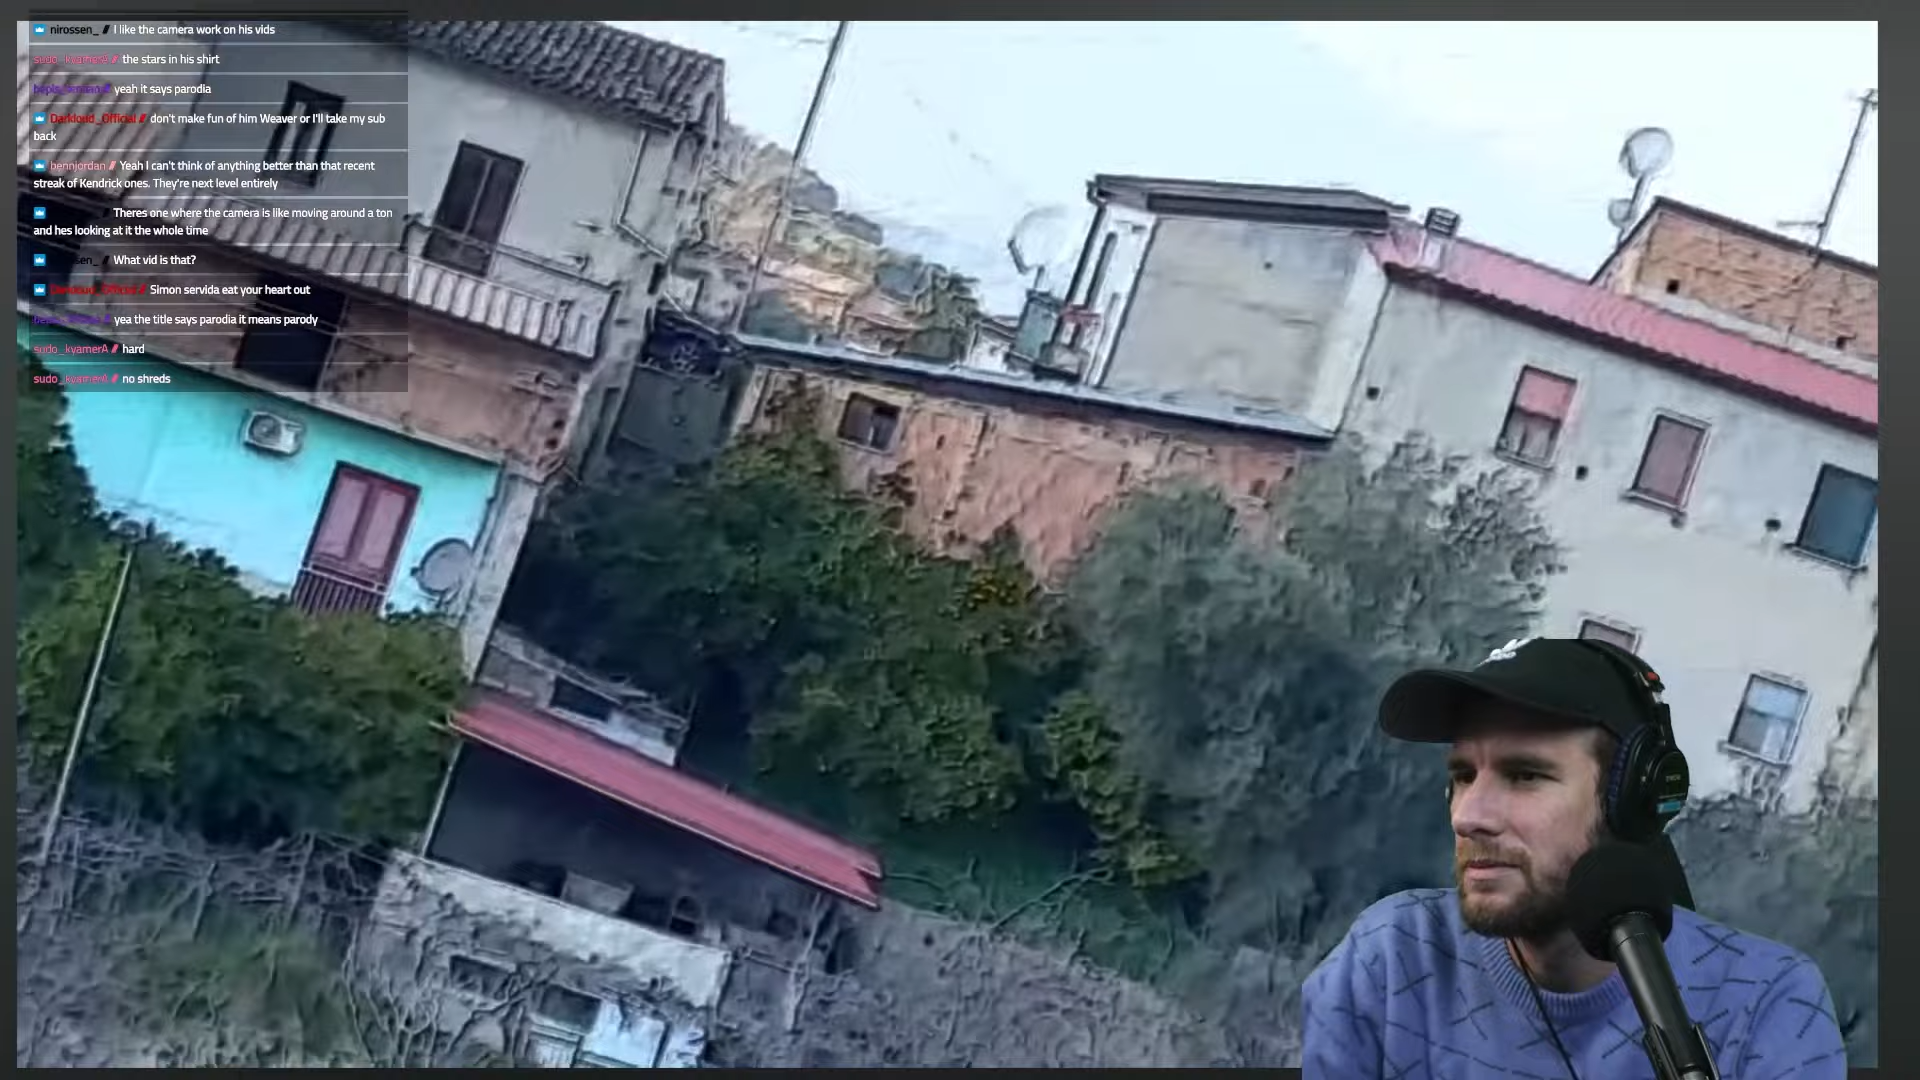 nirossen_ // I like the camera work on his vids
sudo_kyamerA // the stars in his shirt
yeah it says parodia
Darkloud_Official // don't make fun of him Weaver or I'll take my sub
back
bennjordan // Yeah I can't think of anything better than that recent
streak of Kendrick ones. They're next level entirely
Theres one where the camera is like moving around a ton
and hes looking at it the whole time
What vid is that?
Darkloud_Official // Simon servida eat your heart out
yea the title says parodia it means parody
sudo_kyamerA // hard
sudo_kyamerA // no shreds